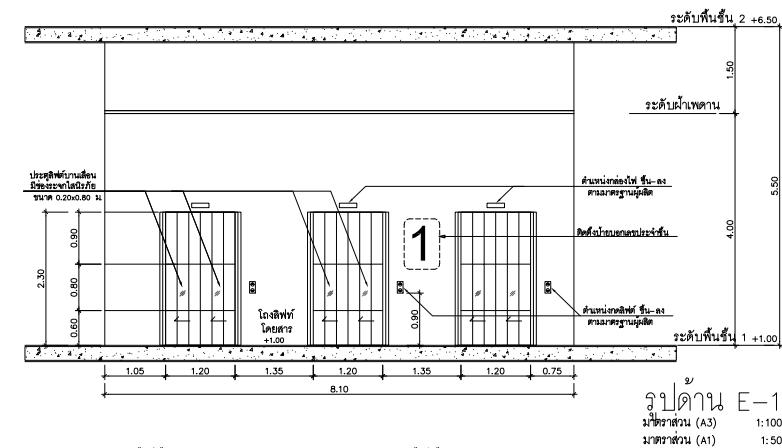 ระดับพื้นชั้น 2 +6.50
1.50
ระดับฝ้าเพดาน
5.50
4.00
ประตูลิฟต์บานเลื่อน
มีช่องกระจกใสนิรภัย
ขนาด 0.20x0.80 ม.
ตำแหน่งกล่องไฟ ขึ้น-ลง
ตามมาตรฐานผู้ผลิต
1
ติดตั้งป้ายบอกเลขประจำชั้น
2.30
0.90
0.80
0.60
โถงลิฟท์
โดยสาร
+1.00
0.90
ตำแหน่งกดลิฟต์ ขึ้น-ลง
ตามมาตรฐานผู้ผลิต
ระดับพื้นชั้น 1 +1.00
1.05 1.20 1.35 1.20 1.35 1.20 0.75
8.10
รูปด้าน E-1
มาตราส่วน (A3) 1:100
มาตราส่วน (A1) 1:50